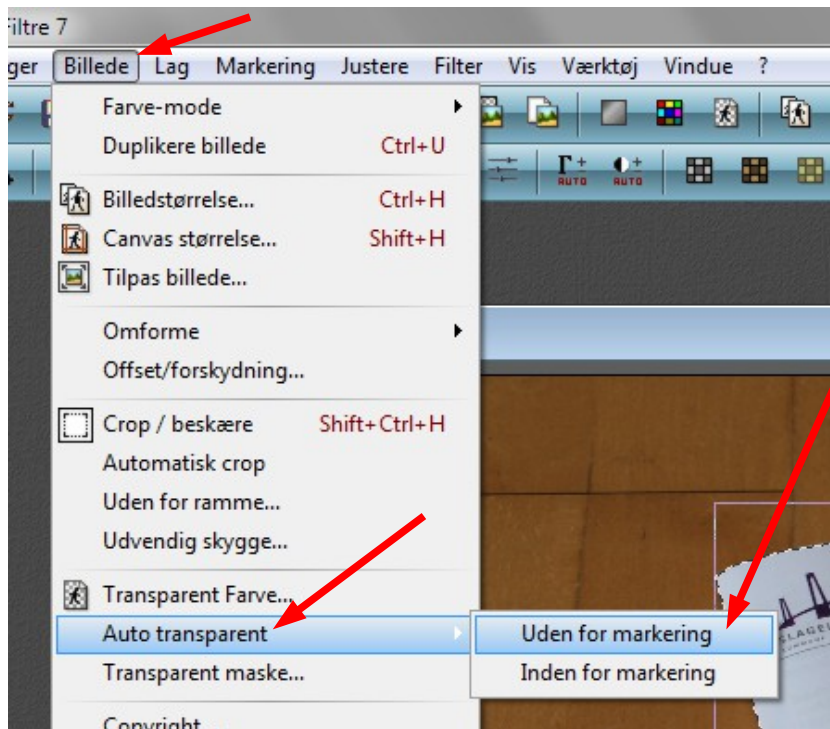 Filtre 7
ger Billede Lag Markering Justere Filter Vis Værktøj Vindue ?
Farve-mode
Duplikere billede Ctrl+U
AUTO AUTO
Billedstørrelse... Ctrl+H
Canvas størrelse... Shift+H
Tilpas billede...
Omforme
Offset/forskydning...
Crop / beskære Shift+Ctrl+H
Automatisk crop
Uden for ramme...
Udvendig skygge...
Transparent Farve...
Auto transparent
Uden for markering
Transparent maske...
Inden for markering
Copyright...